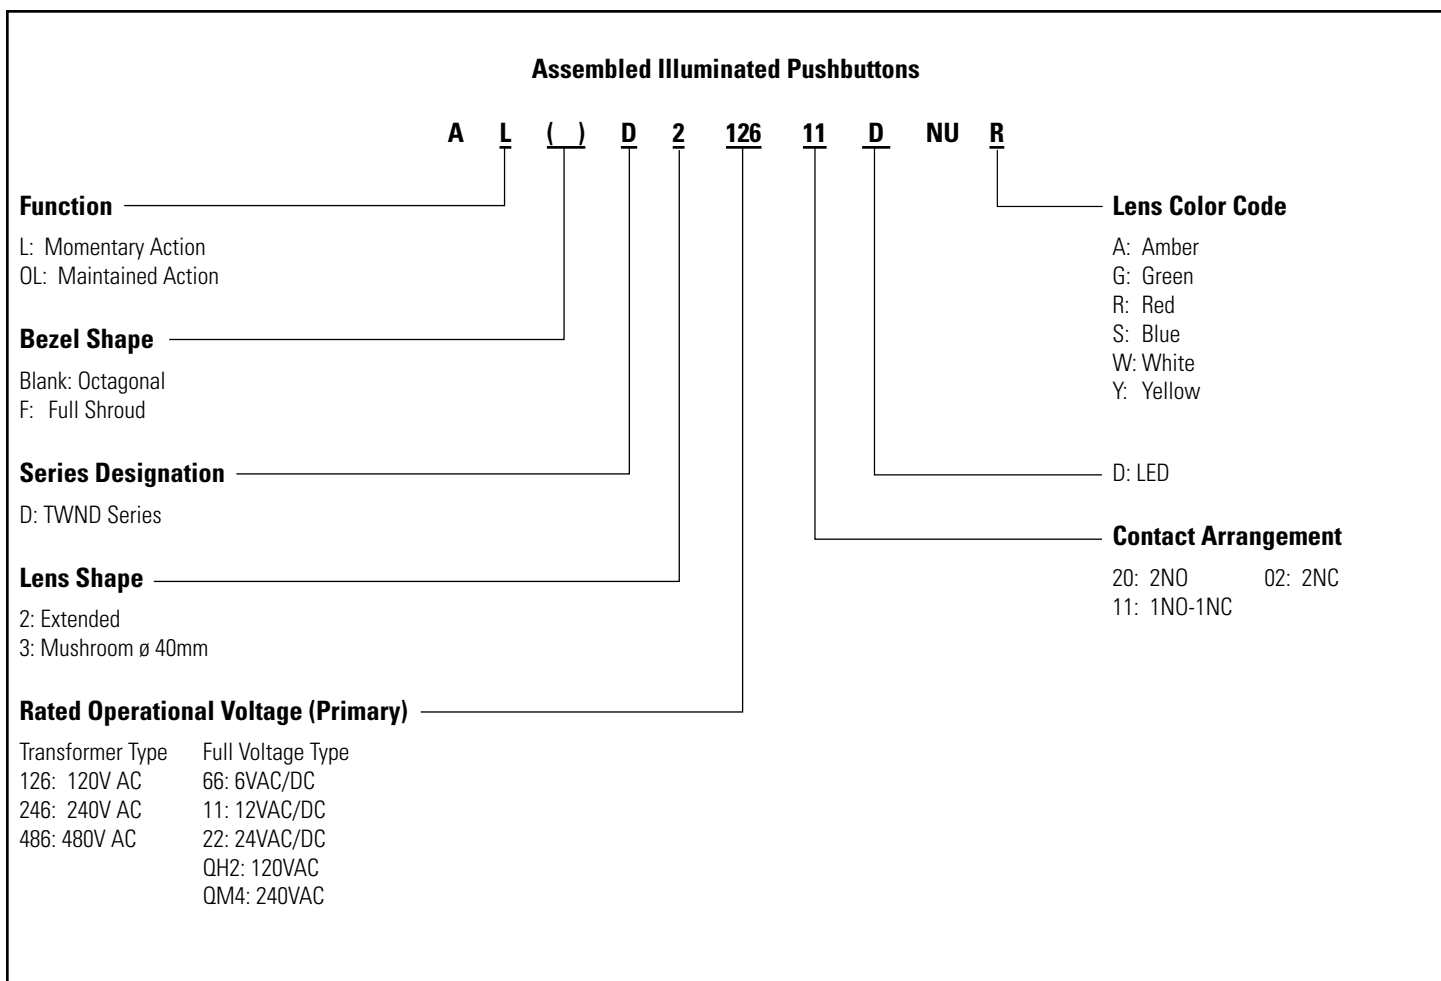 Assembled Illuminated Pushbuttons
A L ( ) D 2 126 11 D NU R
Function
L: Momentary Action
OL: Maintained Action
Bezel Shape
Blank: Octagonal
F: Full Shroud
Series Designation
D: TWND Series
Lens Shape
2: Extended
3: Mushroom ø 40mm
Rated Operational Voltage (Primary)
Transformer Type Full Voltage Type
126: 120V AC 66: 6VAC/DC
246: 240V AC 11: 12VAC/DC
486: 480V AC 22: 24VAC/DC
QH2: 120VAC
QM4: 240VAC
Lens Color Code
A: Amber
G: Green
R: Red
S: Blue
W: White
Y: Yellow
D: LED
Contact Arrangement
20: 2NO 02: 2NC
11: 1NO-1NC